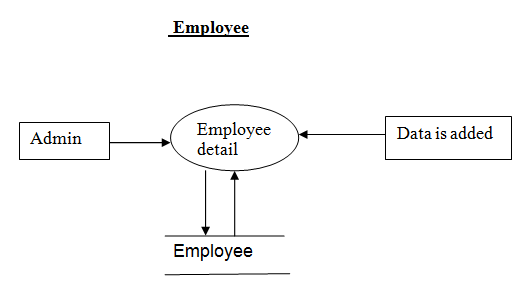 Employee
Admin
Employee
detail
Data is added
Employee